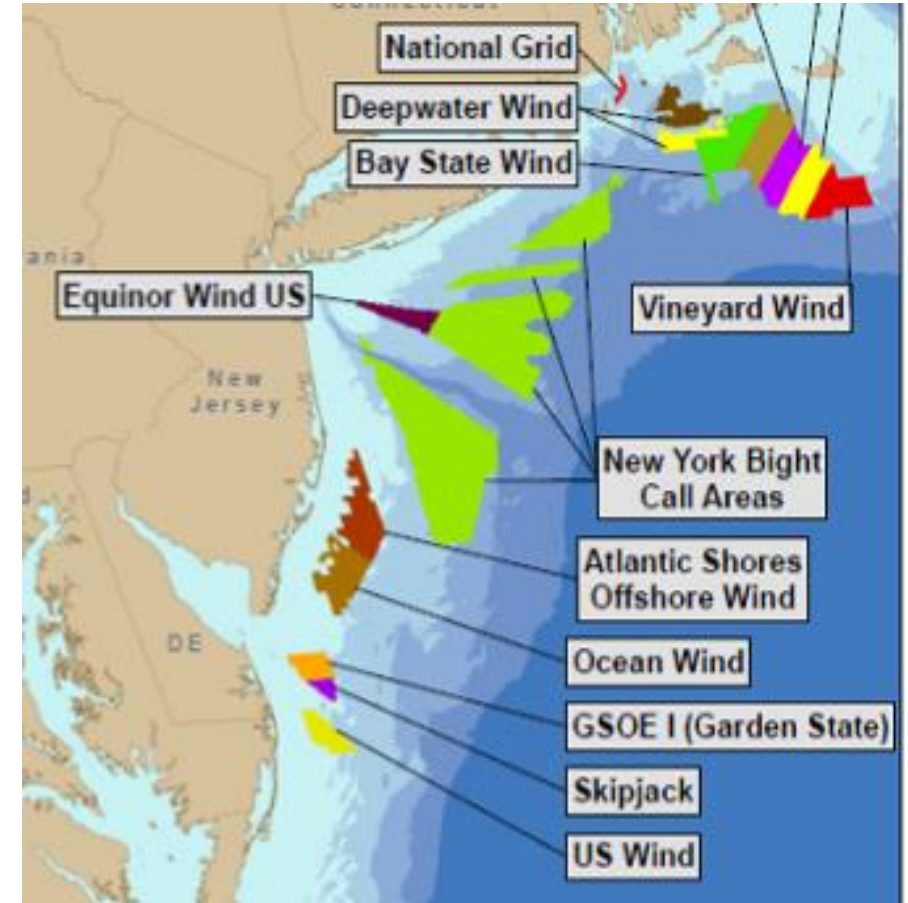 National Grid
Deepwater Wind
Bay State Wind
ania
Equinor Wind US
Vineyard Wind
New
Jersey
New York Bight
Call Areas
Atlantic Shores
Offshore Wind
DE
Ocean Wind
GSOE I (Garden State)
Skipjack
US Wind